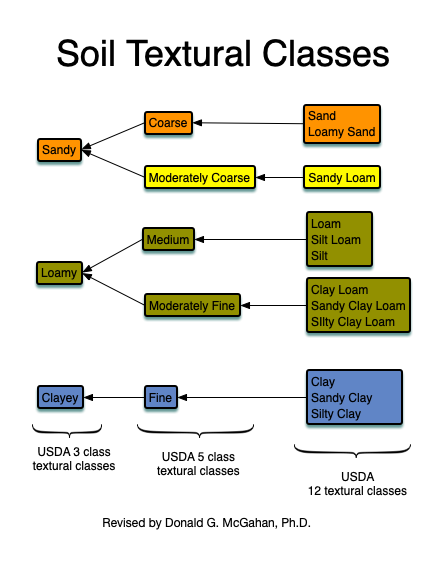 Soil Textural Classes
Sand
Loamy Sand
Coarse
Sandy
Moderately Coarse
Sandy Loam
Loam
Silt Loam
Silt
Medium
Loamy
Clay Loam
Sandy Clay Loam
SIlty Clay Loam
Moderately Fine
Clay
Sandy Clay
Silty Clay
Clayey
Fine
USDA 3 class
textural classes
USDA 5 class
textural classes
USDA
12 textural classes
Revised by Donald G. McGahan, Ph.D.